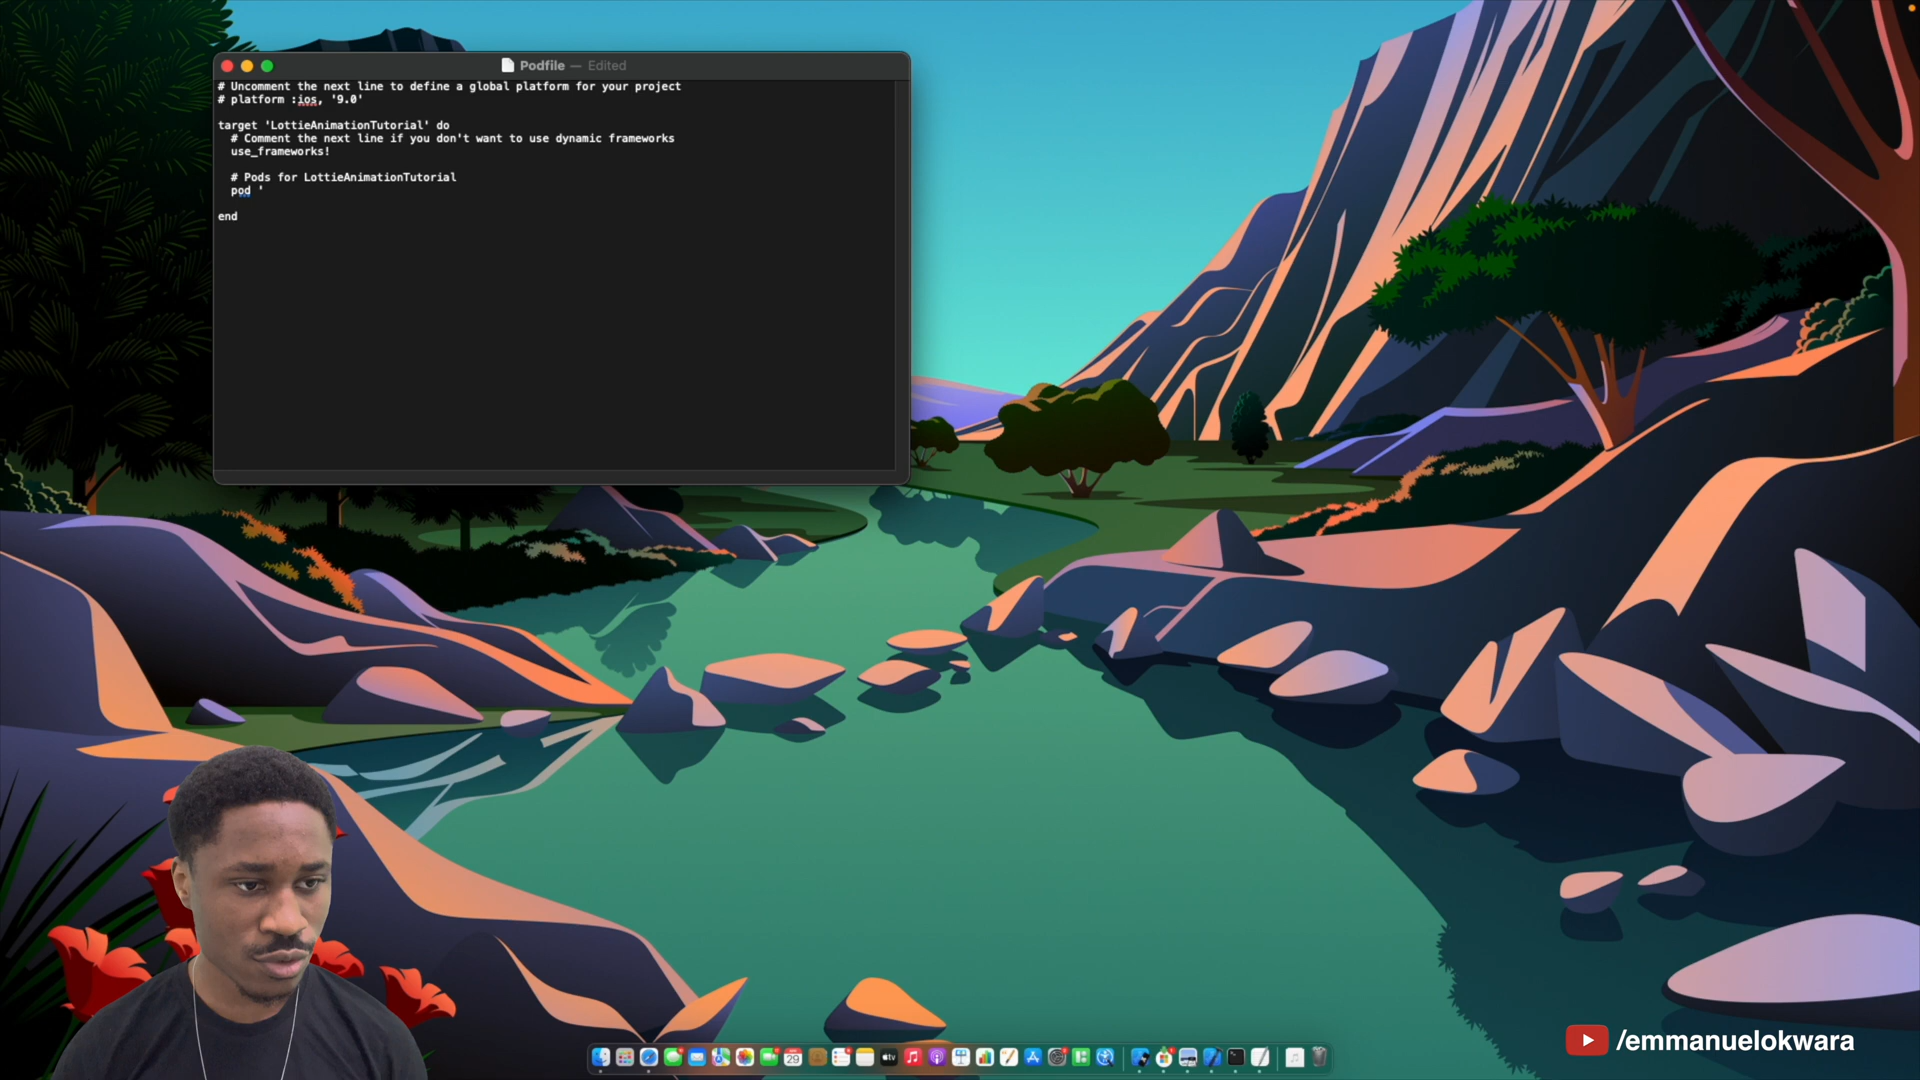 Podfile — Edited
# Uncomment the next line to define a global platform for your project
# platform :ios, '9.0'
target 'LottieAnimationTutorial' do
# Comment the next line if you don't want to use dynamic frameworks
use_frameworks!
# Pods for LottieAnimationTutorial
pod '
end
29
tv
/emmanuelokwara